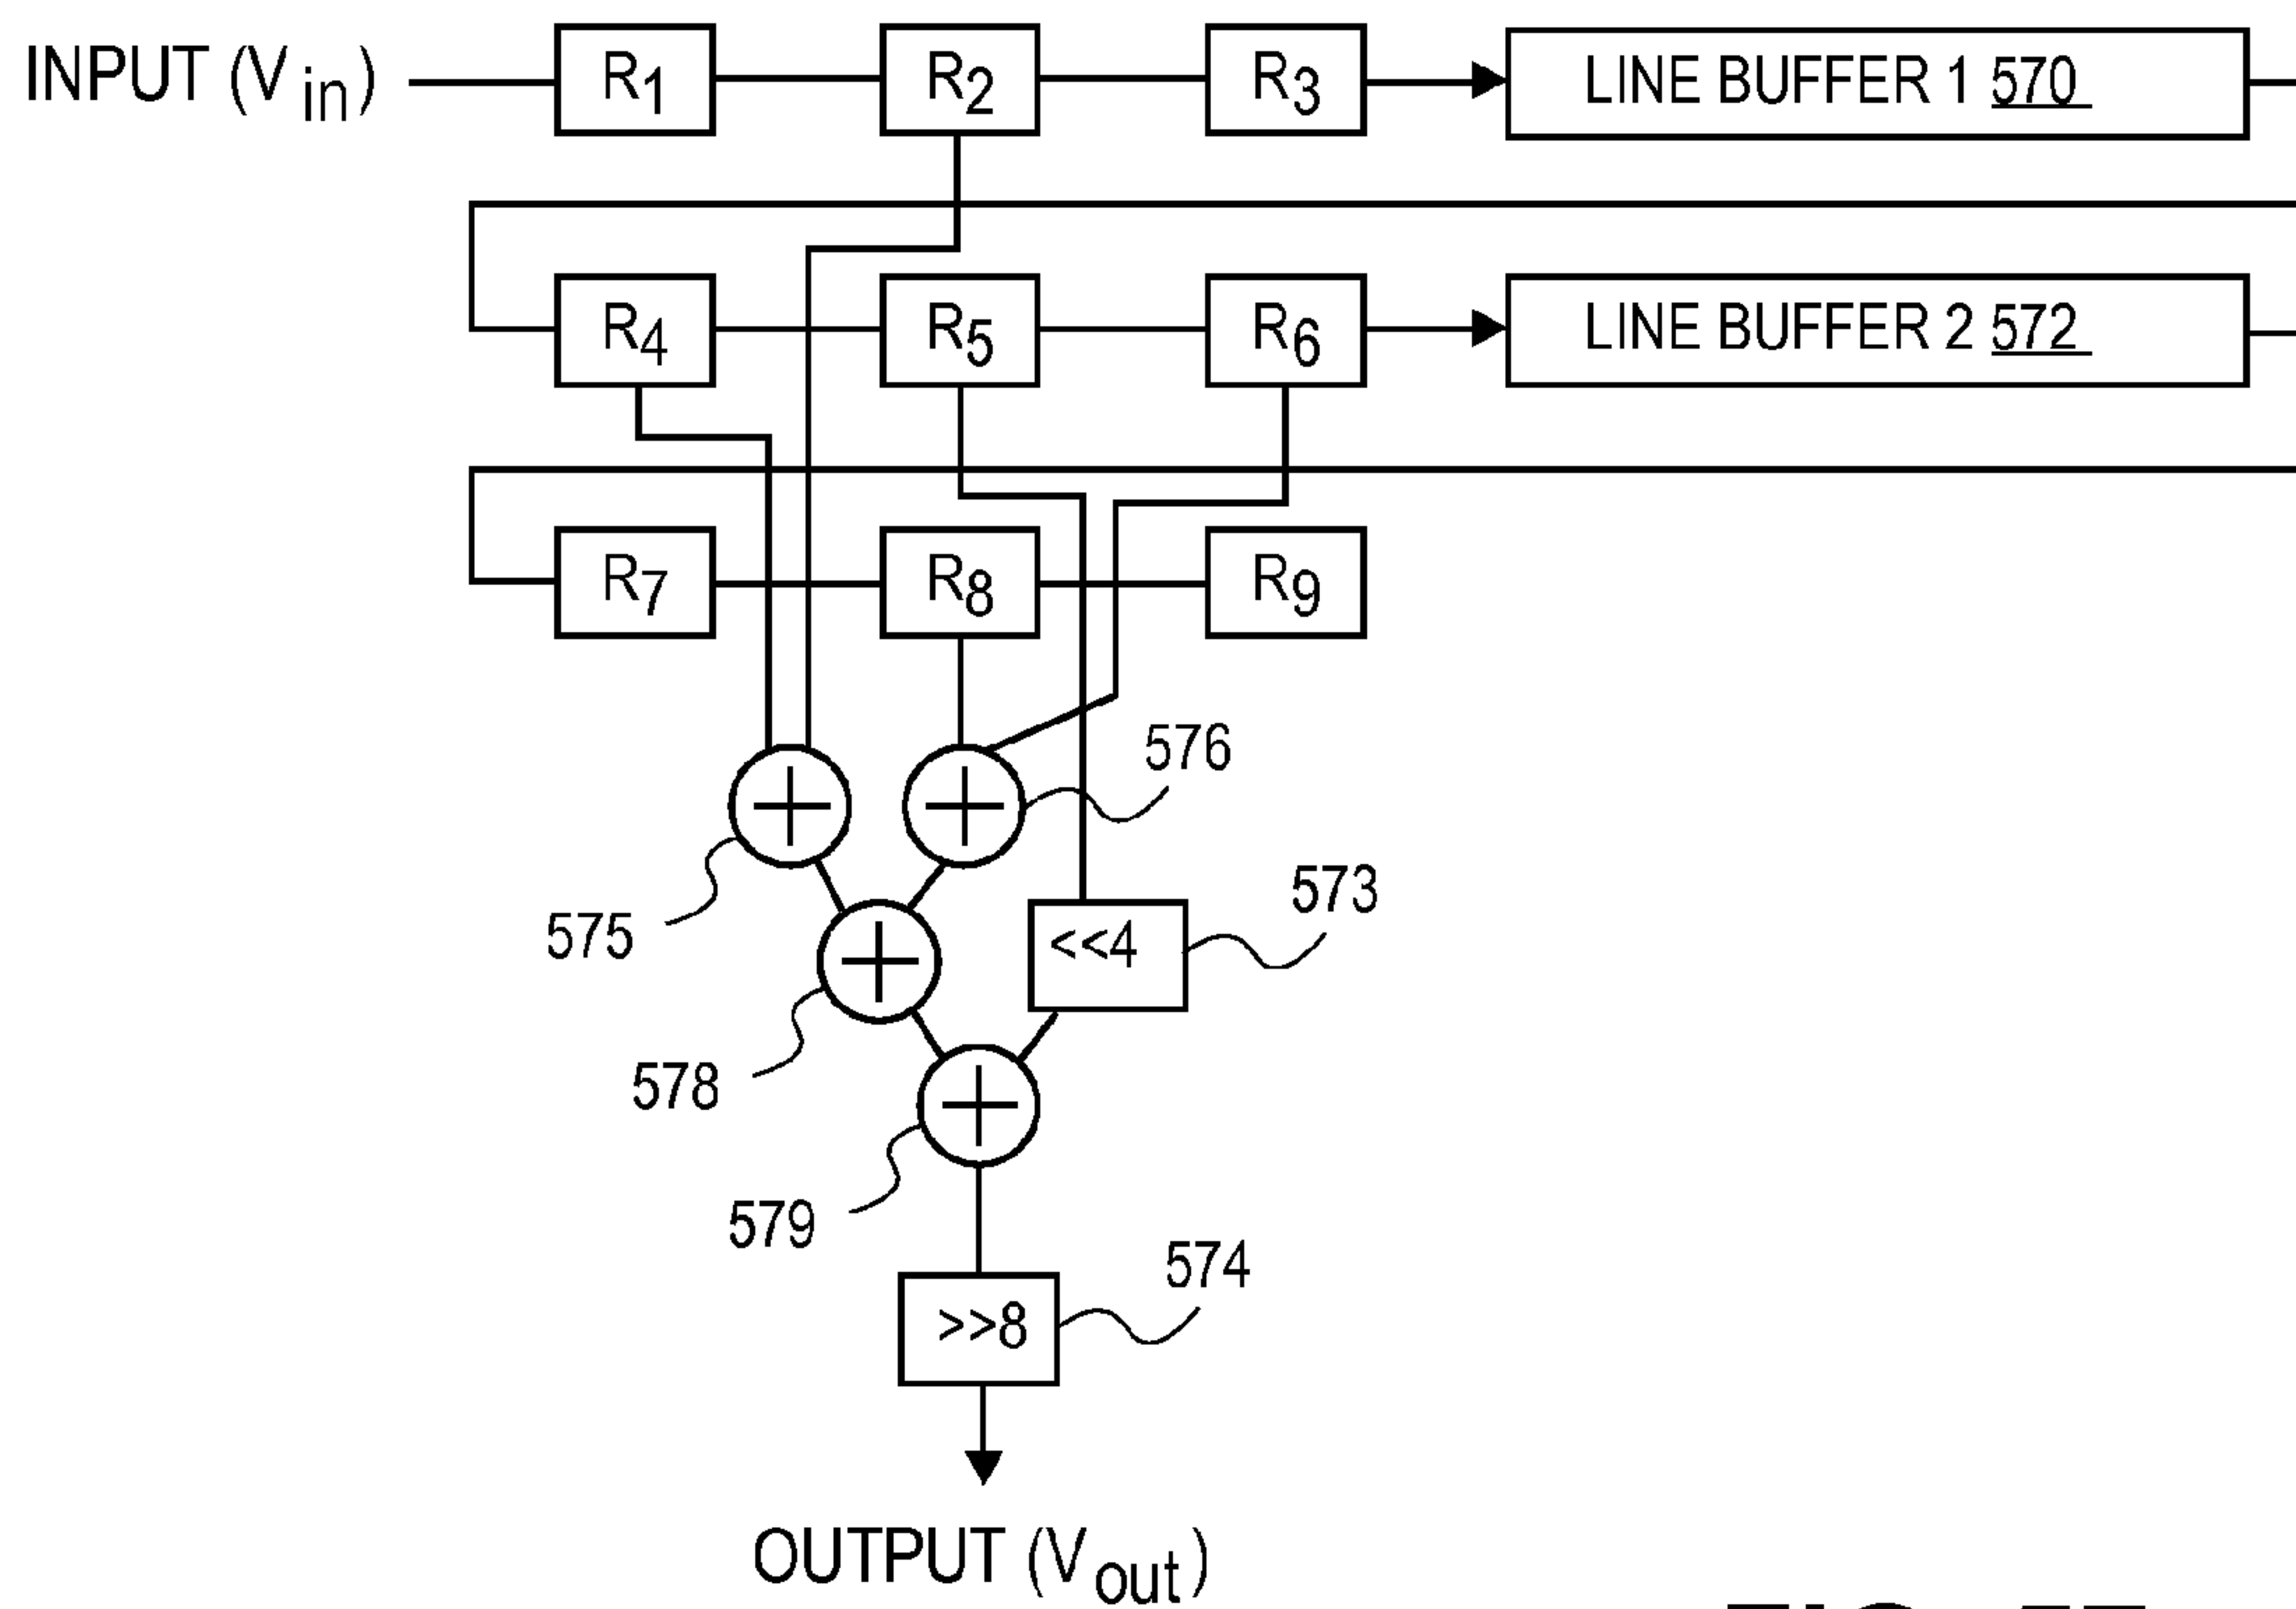 INPUT (Vin)
R1
R2
R3
LINE BUFFER 1 570
R4
R5
R6
LINE BUFFER 2 572
R7
R8
R9
576
573
575
<<4
578
579
574
>>8
OUTPUT (Vout)